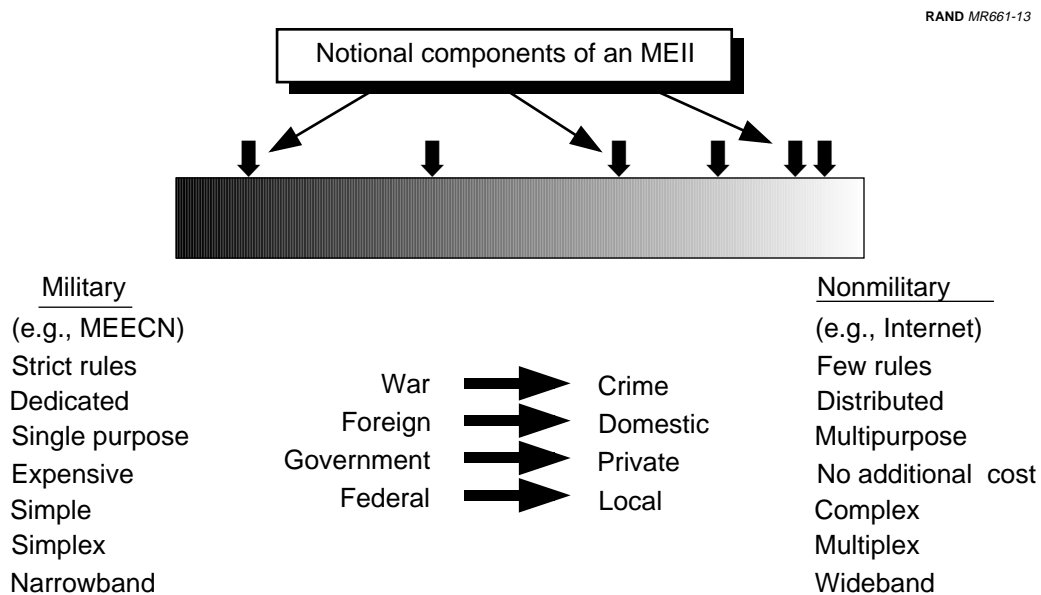 RAND MR661-13
Notional components of an MEII
Military
(e.g., MEECN)
Strict rules
Dedicated
Single purpose
Expensive
Simple
Simplex
Narrowband
War Crime
Foreign Domestic
Government Private
Federal Local
Nonmilitary
(e.g., Internet)
Few rules
Distributed
Multipurpose
No additional cost
Complex
Multiplex
Wideband